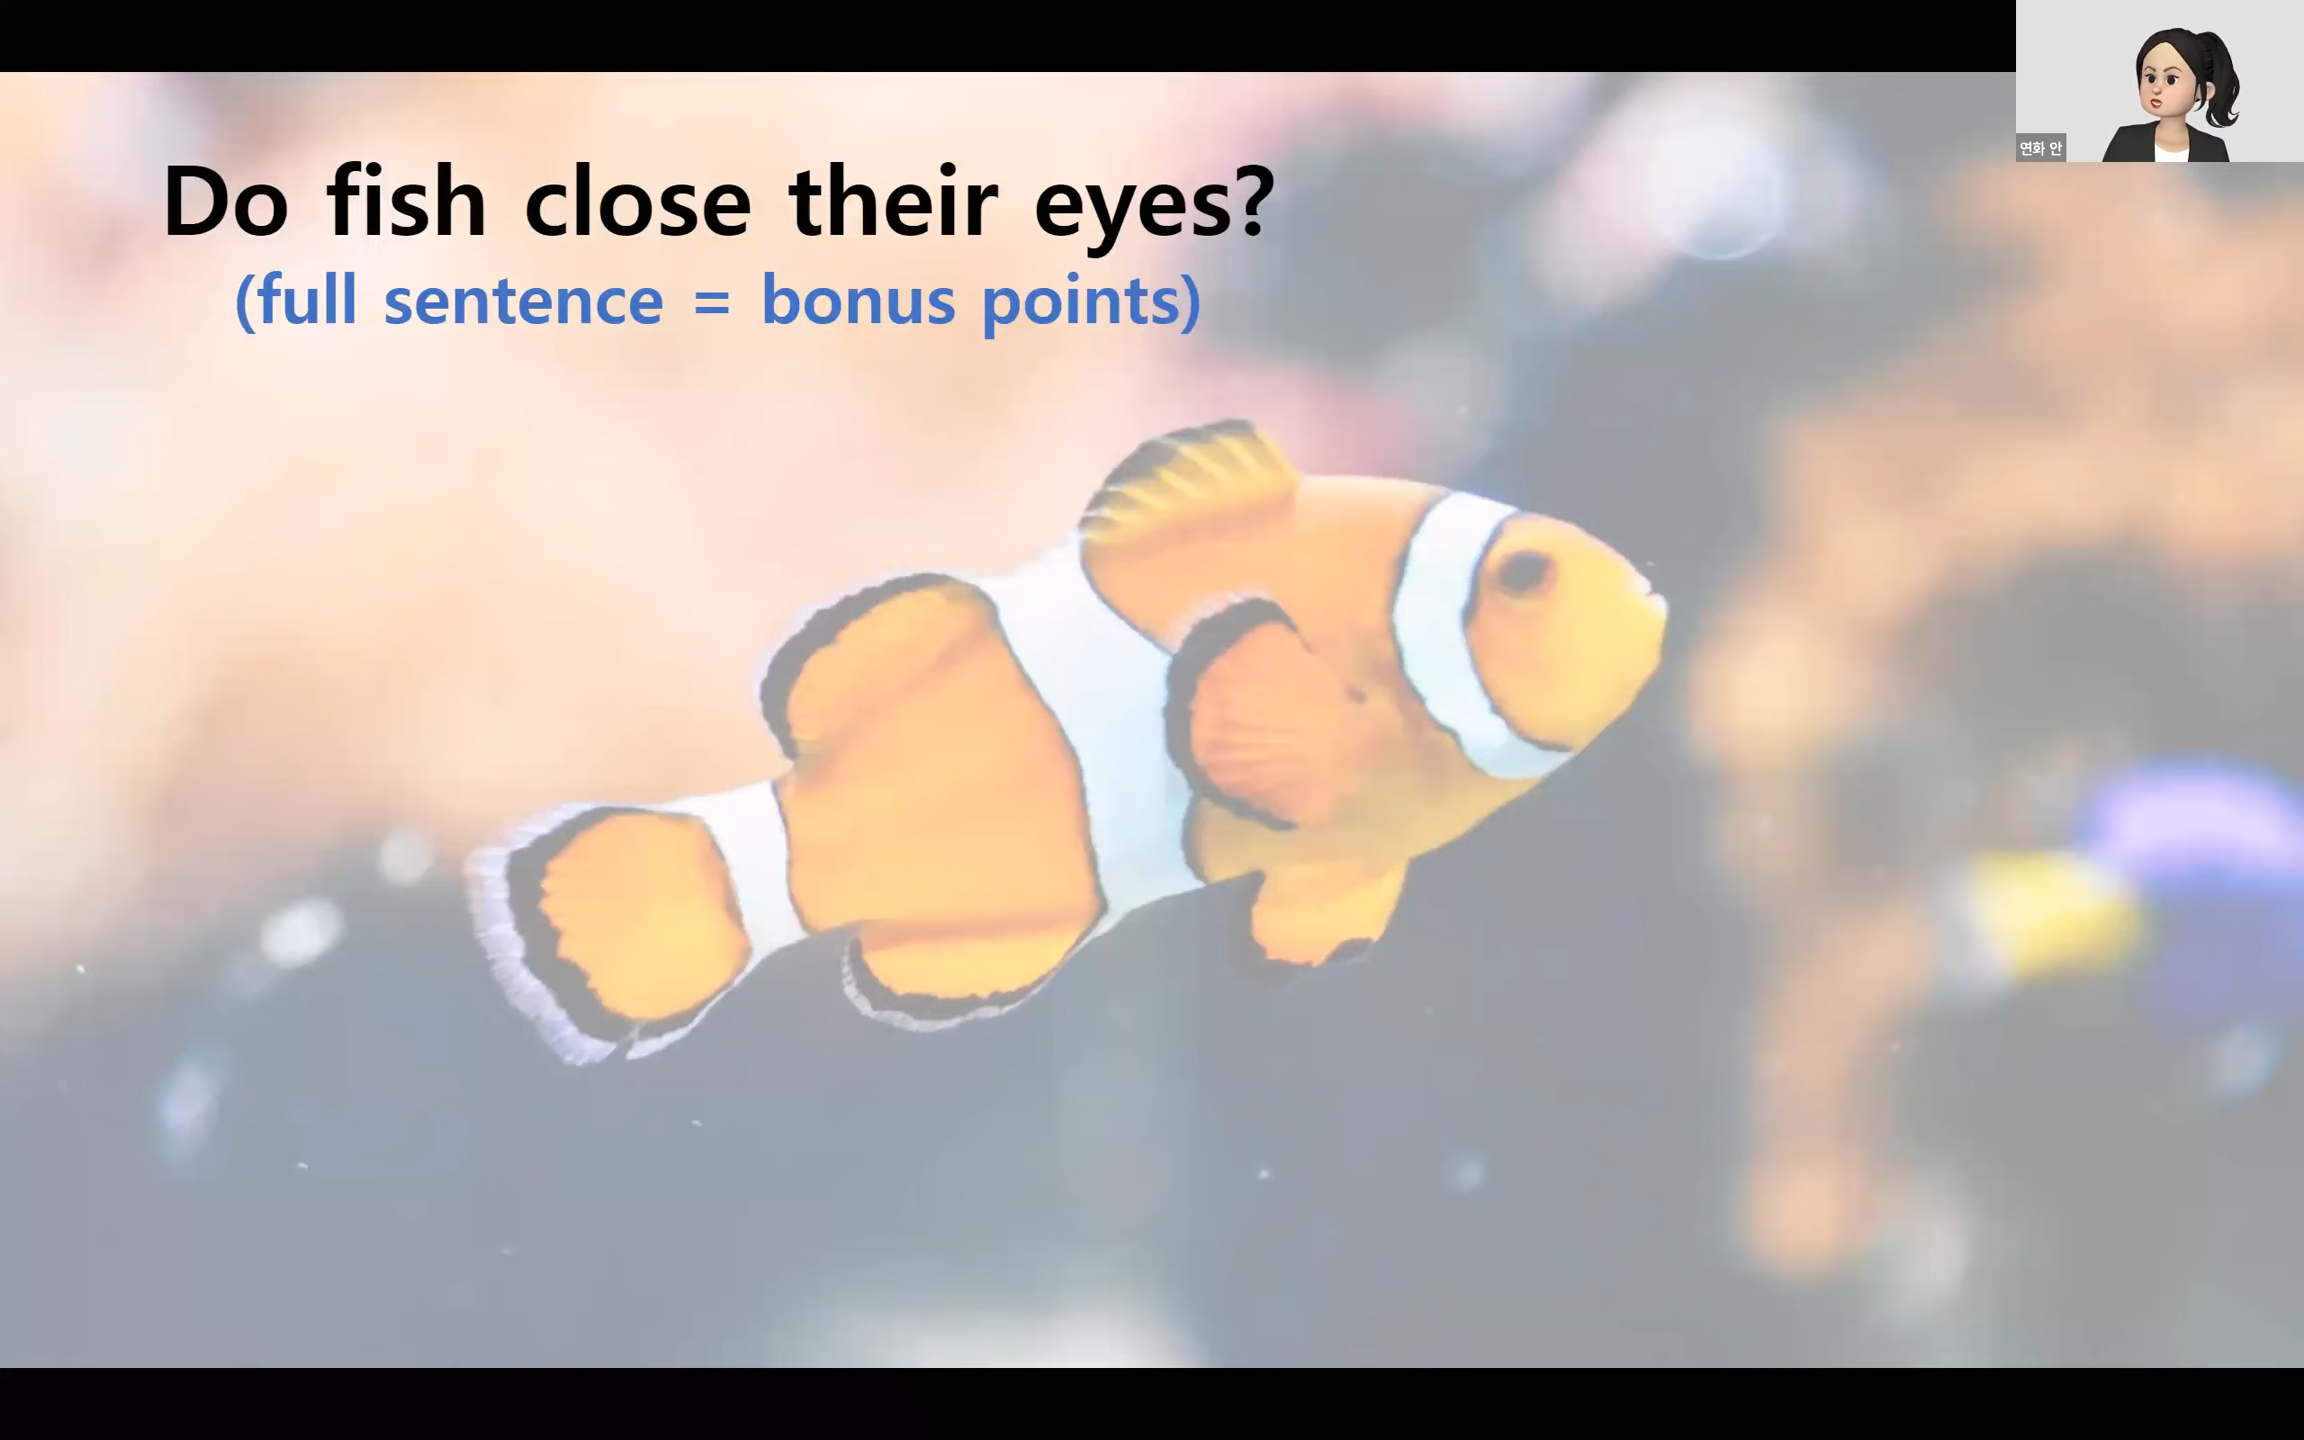 Do fish close their eyes?
(full sentence = bonus points)
연화 안